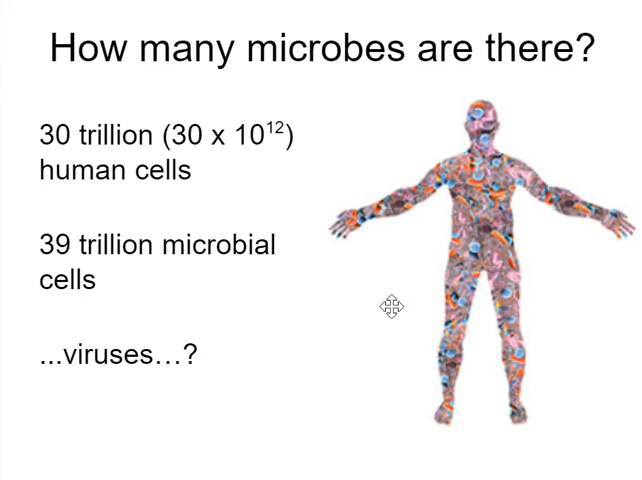 How many microbes are there?
30 trillion (30 x 10¹²)
human cells
39 trillion microbial
cells
...viruses…?